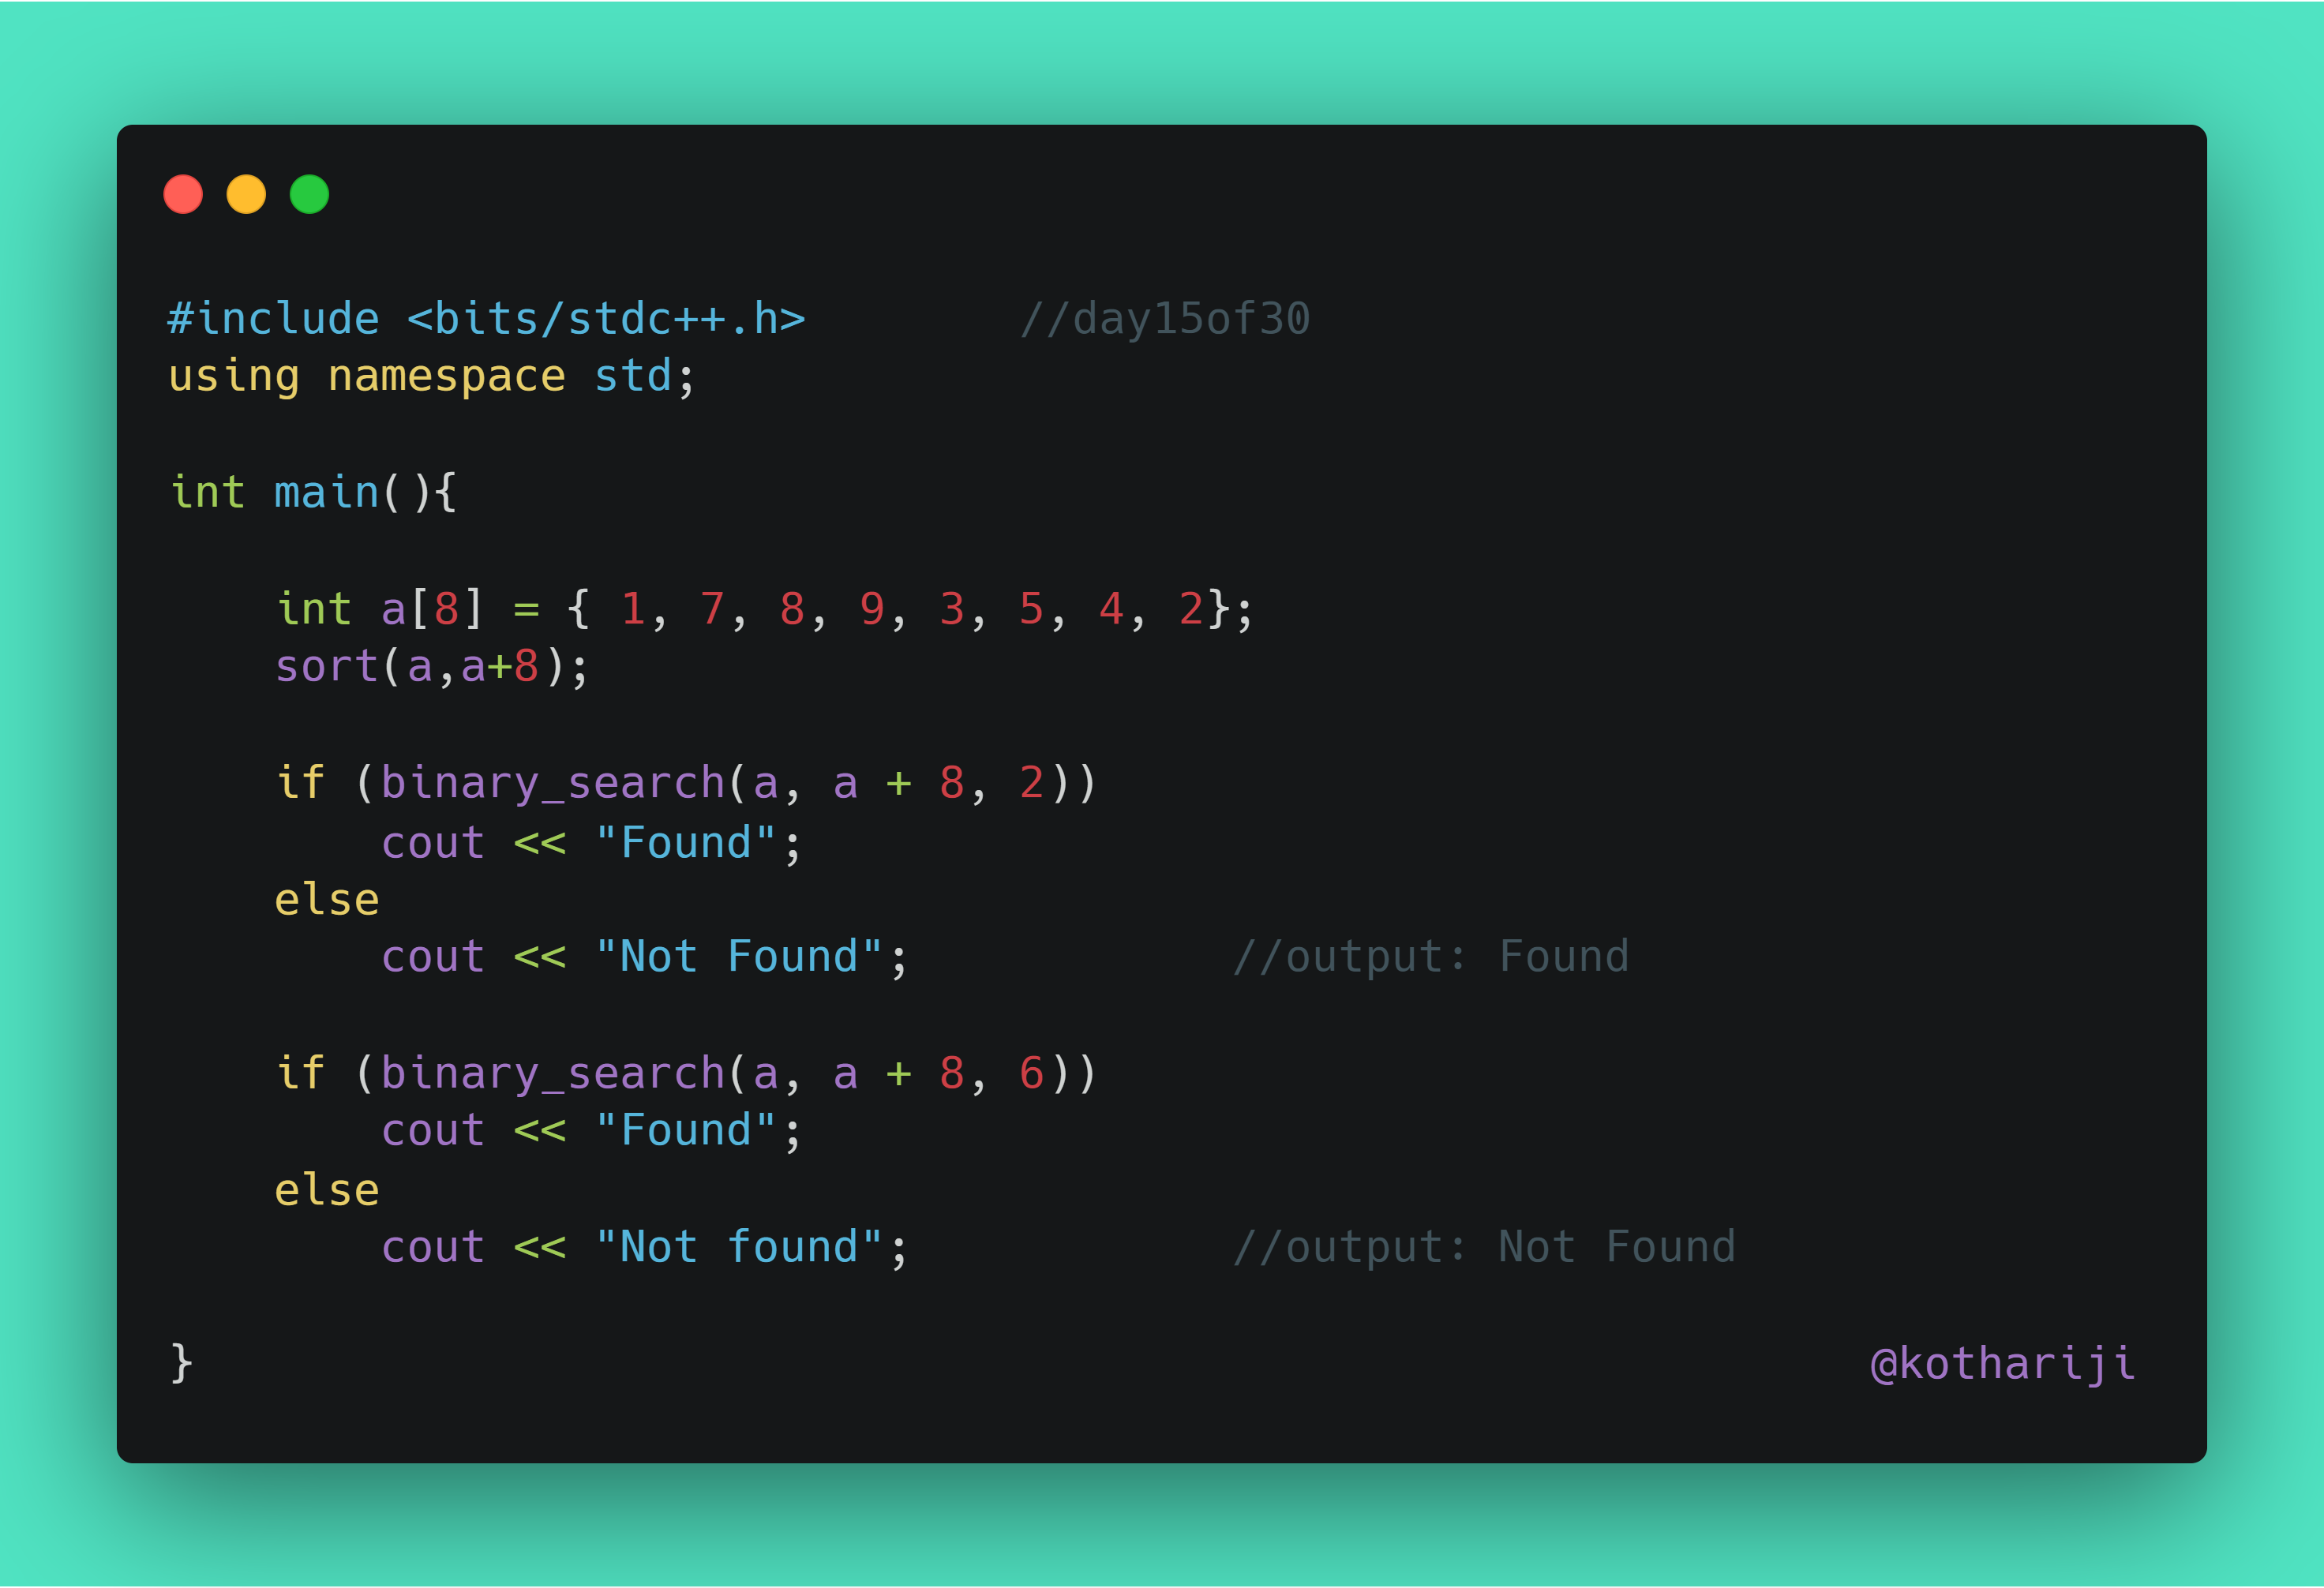 #include <bits/stdc++.h>        //day15of30
using namespace std;
int main(){
int a[8] = { 1, 7, 8, 9, 3, 5, 4, 2};
sort(a,a+8);
if (binary_search(a, a + 8, 2))
cout << "Found";
else
cout << "Not Found";            //output: Found
if (binary_search(a, a + 8, 6))
cout << "Found";
else
cout << "Not found";            //output: Not Found
}                                                               @kothariji